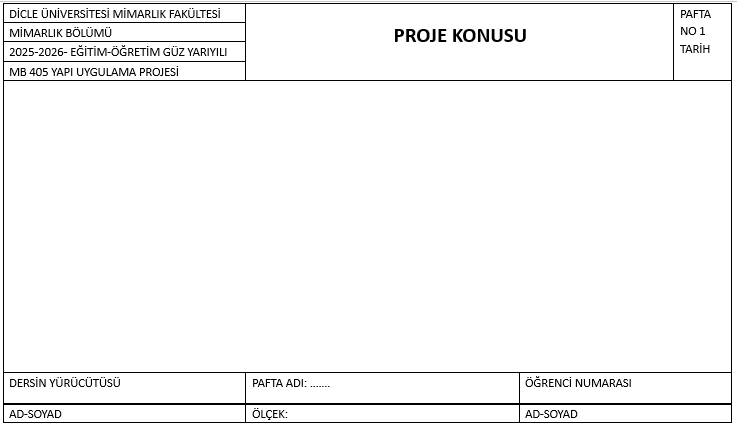 DİCLE ÜNİVERSİTESİ MİMARLIK FAKÜLTESİ
MİMARLIK BÖLÜMÜ
2025-2026- EĞİTİM-ÖĞRETİM GÜZ YARIYILI
MB 405 YAPI UYGULAMA PROJESİ
PROJE KONUSU
PAFTA
NO 1
TARİH
DERSİN YÜRÜCÜTÜSÜ
PAFTA ADI: .......
ÖĞRENCİ NUMARASI
AD-SOYAD
ÖLÇEK:
AD-SOYAD